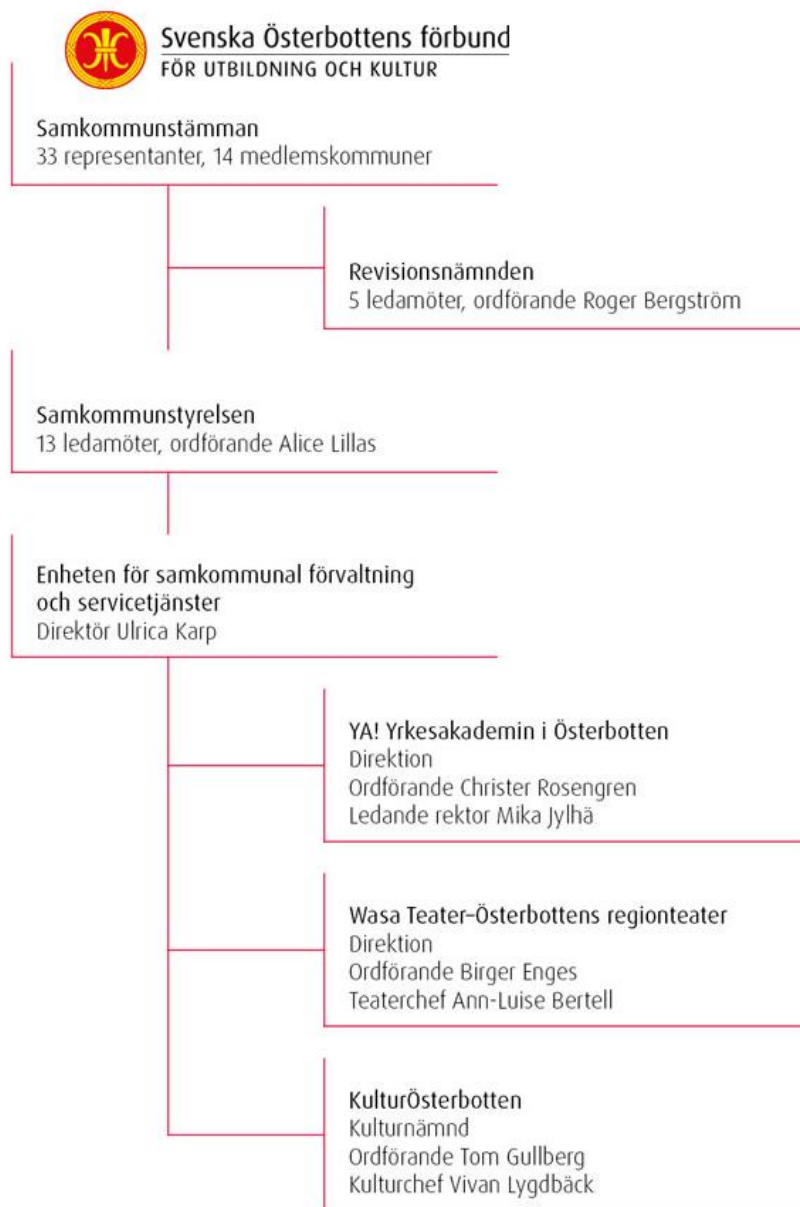 Svenska Österbottens förbund
FÖR UTBILDNING OCH KULTUR
Samkommunstämman
33 representanter, 14 medlemskommuner
Revisionsnämnden
5 ledamöter, ordförande Roger Bergström
Samkommunstyrelsen
13 ledamöter, ordförande Alice Lillas
Enheten för samkommunal förvaltning
och servicetjänster
Direktör Ulrica Karp
YA! Yrkesakademin i Österbotten
Direktion
Ordförande Christer Rosengren
Ledande rektor Mika Jylhä
Wasa Teater–Österbottens regionteater
Direktion
Ordförande Birger Enges
Teaterchef Ann-Luise Bertell
KulturÖsterbotten
Kulturnämnd
Ordförande Tom Gullberg
Kulturchef Vivan Lygdbäck